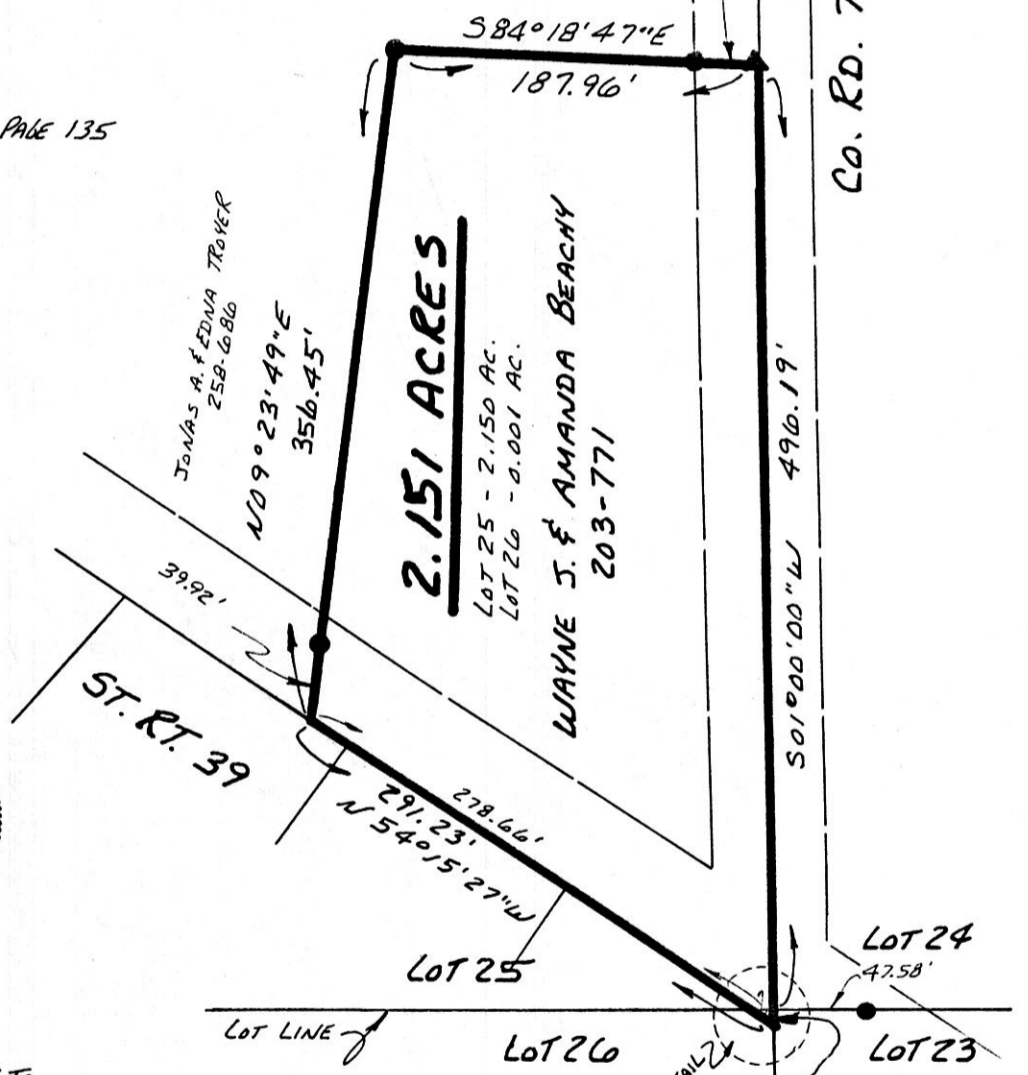 S84°18'47"E
187.96'
CO. RD.
PAGE 135
JONAS A. & EDNA TROYER
258-686
N09°23'49"E
356.45'
2.151 ACRES
LOT 25 - 2.150 AC.
LOT 26 - 0.001 AC.
WAYNE J. & AMANDA BEACHY
203-771
S01°00'00"W 496.19'
39.92'
ST. RT. 39
278.66'
291.23'
N 54°15'27"W
LOT 25
LOT 24
47.58'
LOT LINE
LOT 26
LOT 23